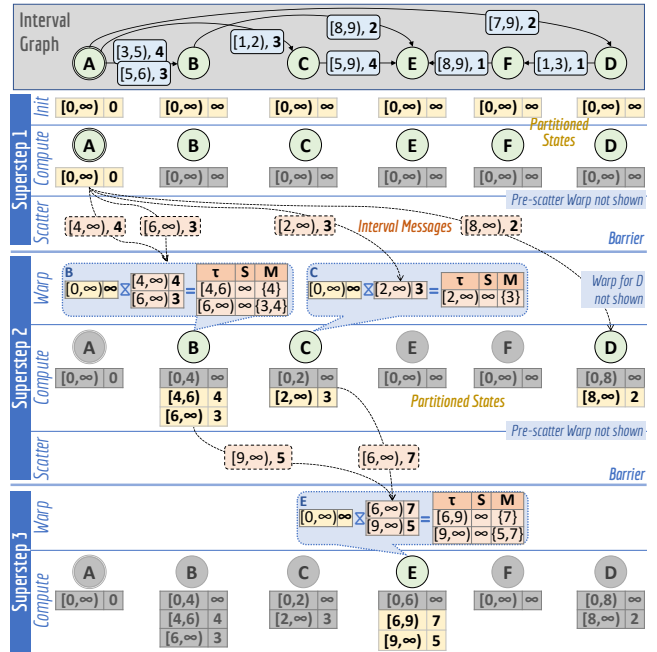 Interval
Graph
[3,5), 4
[5,6), 3
[1,2), 3
[8,9), 2
[7,9), 2
[5,9), 4
[8,9), 1
[1,3), 1
A B C E F D
Superstep 1
Init
[0,∞) 0 [0,∞) ∞ [0,∞) ∞ [0,∞) ∞ [0,∞) ∞ [0,∞) ∞
Partitioned
States
Compute
A B C E F D
[0,∞) 0 [0,∞) ∞ [0,∞) ∞ [0,∞) ∞ [0,∞) ∞ [0,∞) ∞
Pre-scatter Warp not shown
Scatter
[4,∞), 4 [6,∞), 3 [2,∞), 3 [8,∞), 2
Interval Messages
Barrier
Superstep 2
Warp
B
[0,∞) ∞ ⧖ [4,∞) 4 [6,∞) 3 =
τ S M
[4,6) ∞ {4}
[6,∞) ∞ {3,4}
C
[0,∞) ∞ ⧖ [2,∞) 3 =
τ S M
[2,∞) ∞ {3}
Warp for D
not shown
Compute
A B C E F D
[0,∞) 0 [0,4) ∞ [0,2) ∞ [0,∞) ∞ [0,∞) ∞ [0,8) ∞
[4,6) 4 [2,∞) 3 [8,∞) 2
[6,∞) 3
Partitioned States
Pre-scatter Warp not shown
Scatter
[9,∞), 5 [6,∞), 7
Barrier
Superstep 3
Warp
E
[0,∞) ∞ ⧖ [6,∞) 7 [9,∞) 5 =
τ S M
[6,9) ∞ {7}
[9,∞) ∞ {5,7}
Compute
A B C E F D
[0,∞) 0 [0,4) ∞ [0,2) ∞ [0,6) ∞ [0,∞) ∞ [0,8) ∞
[4,6) 4 [2,∞) 3 [6,9) 7 [8,∞) 2
[6,∞) 3 [9,∞) 5